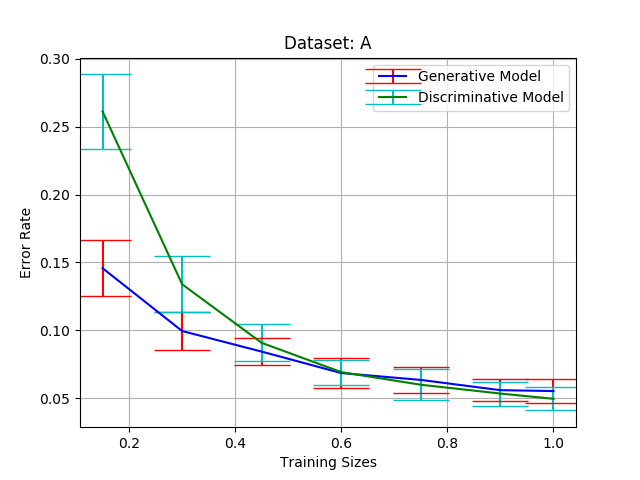 Dataset: A
Generative Model
Discriminative Model
0.30
0.25
0.20
0.15
0.10
0.05
Error Rate
0.2
0.4
0.6
0.8
1.0
Training Sizes